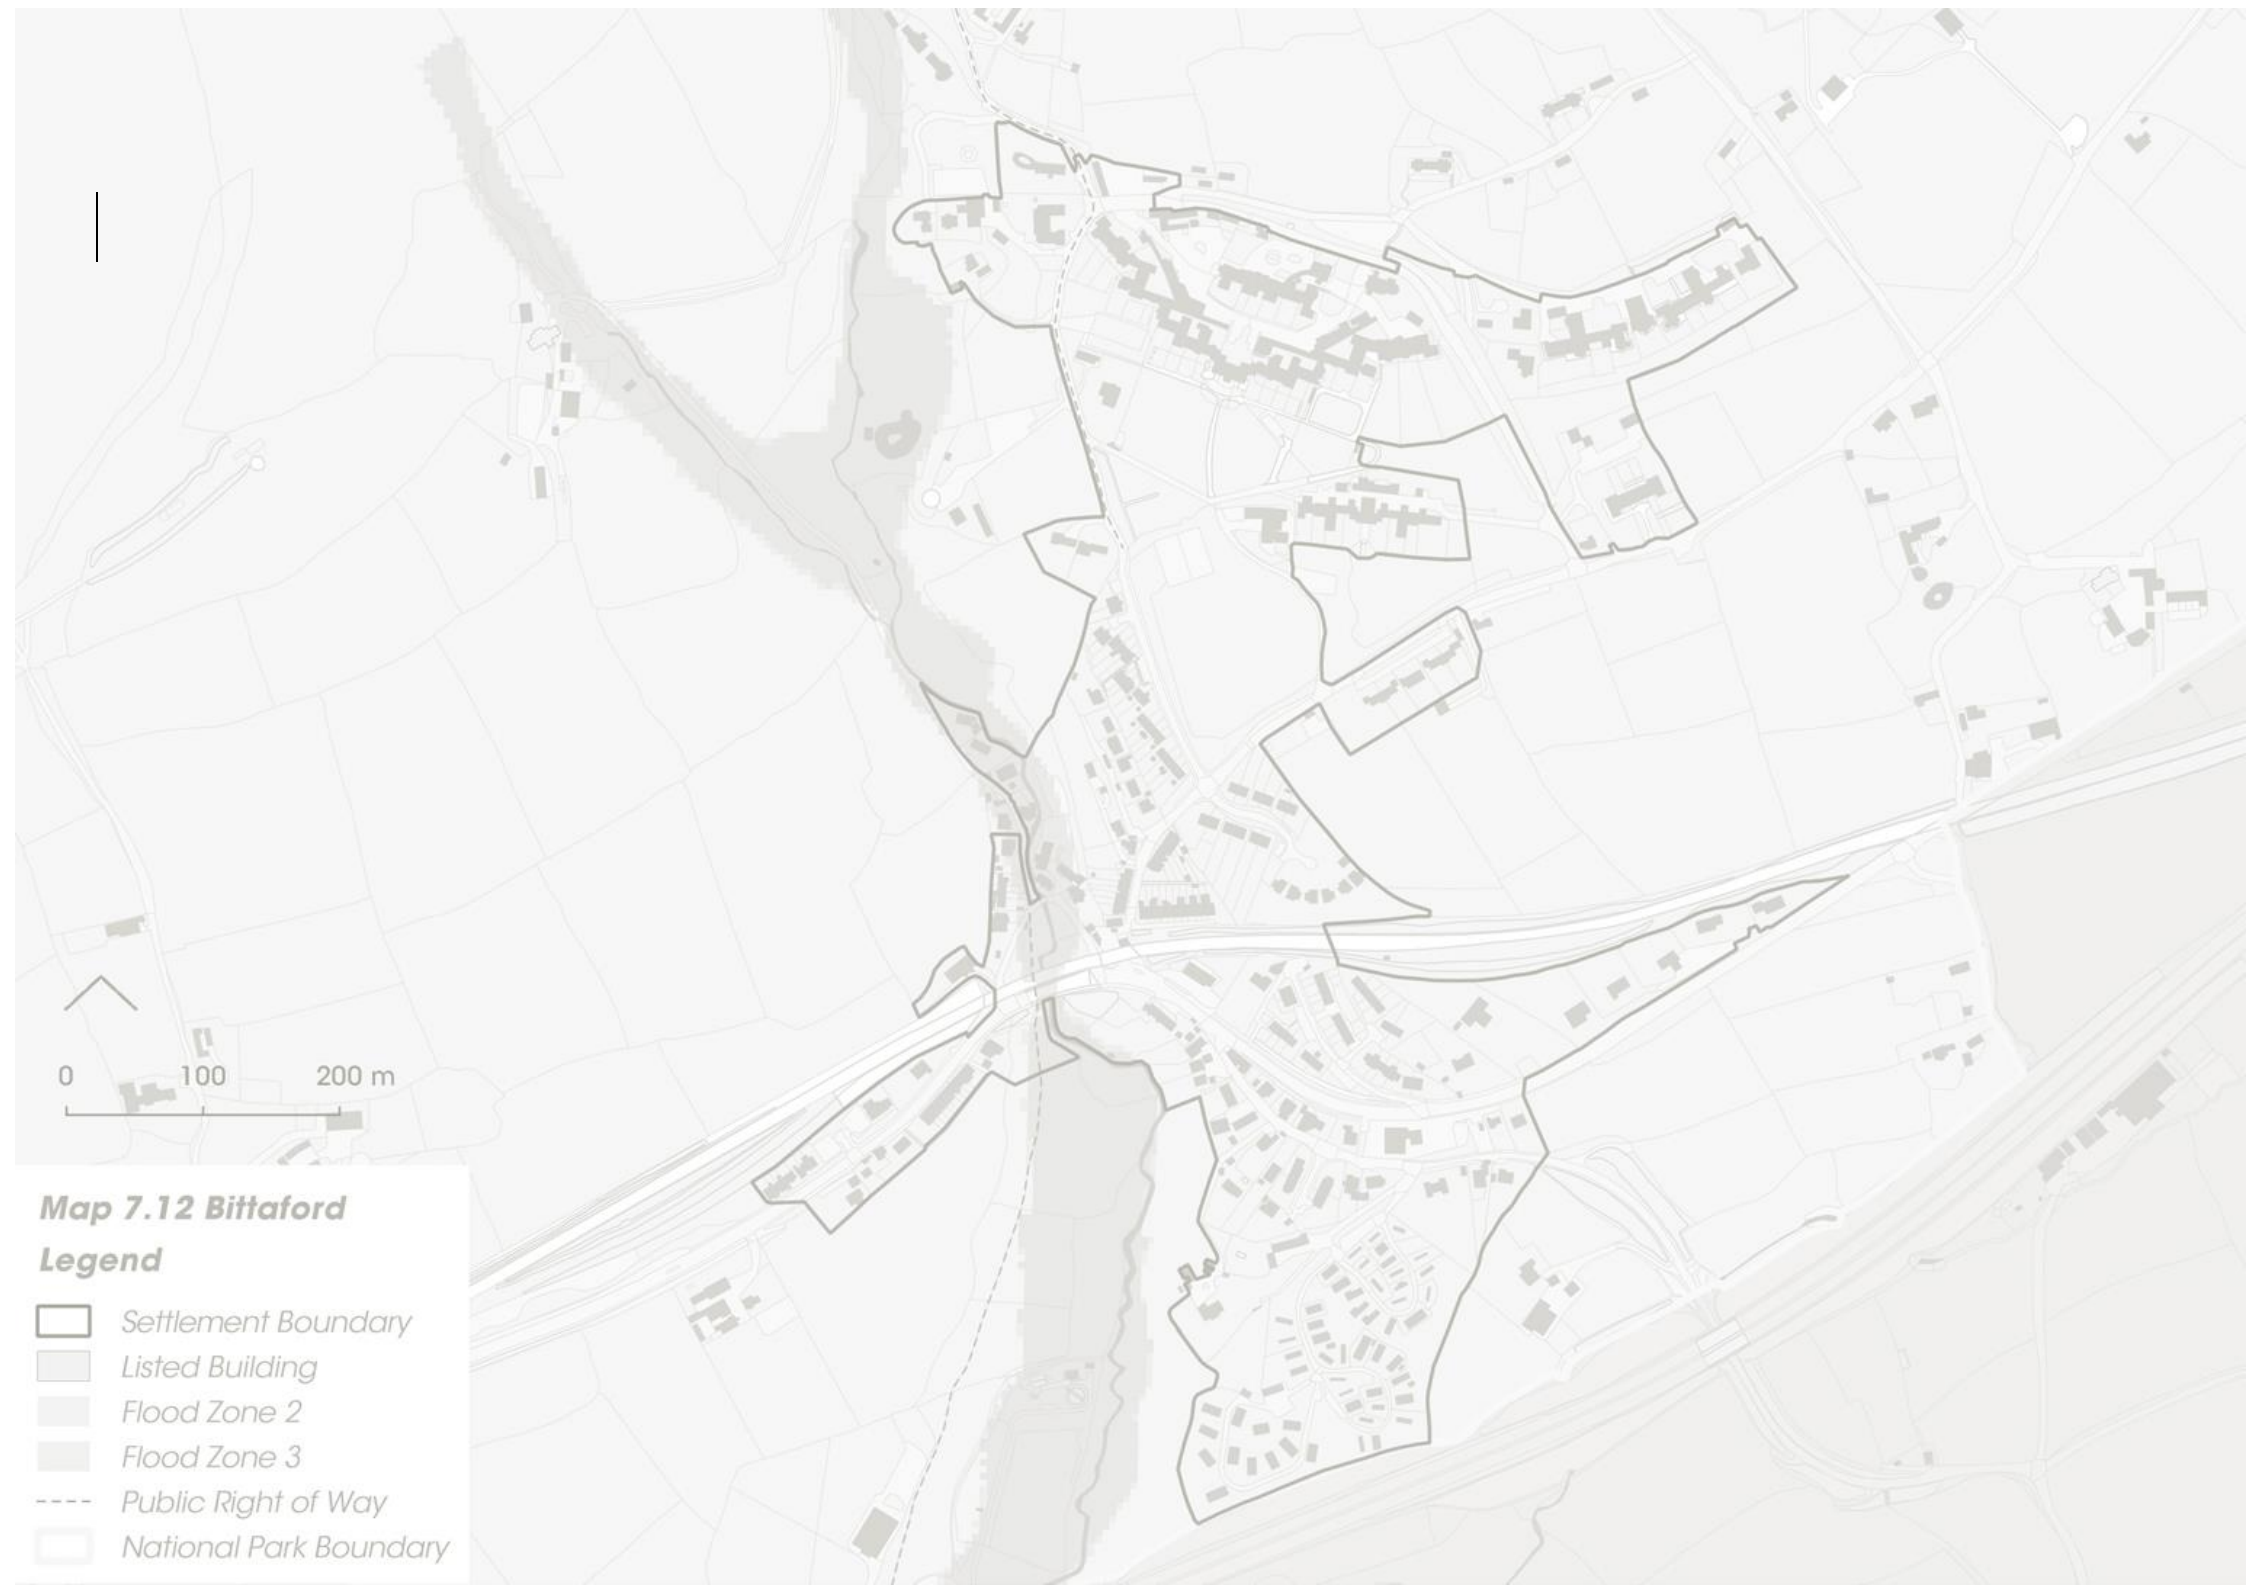 0 100 200 m
Map 7.12 Bittaford
Legend
Settlement Boundary
Listed Building
Flood Zone 2
Flood Zone 3
Public Right of Way
National Park Boundary